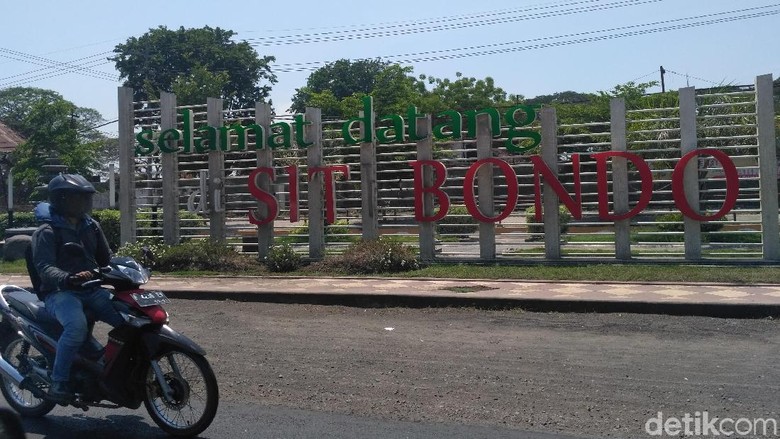 selamat datang
di
SIT BONDO
detikcom